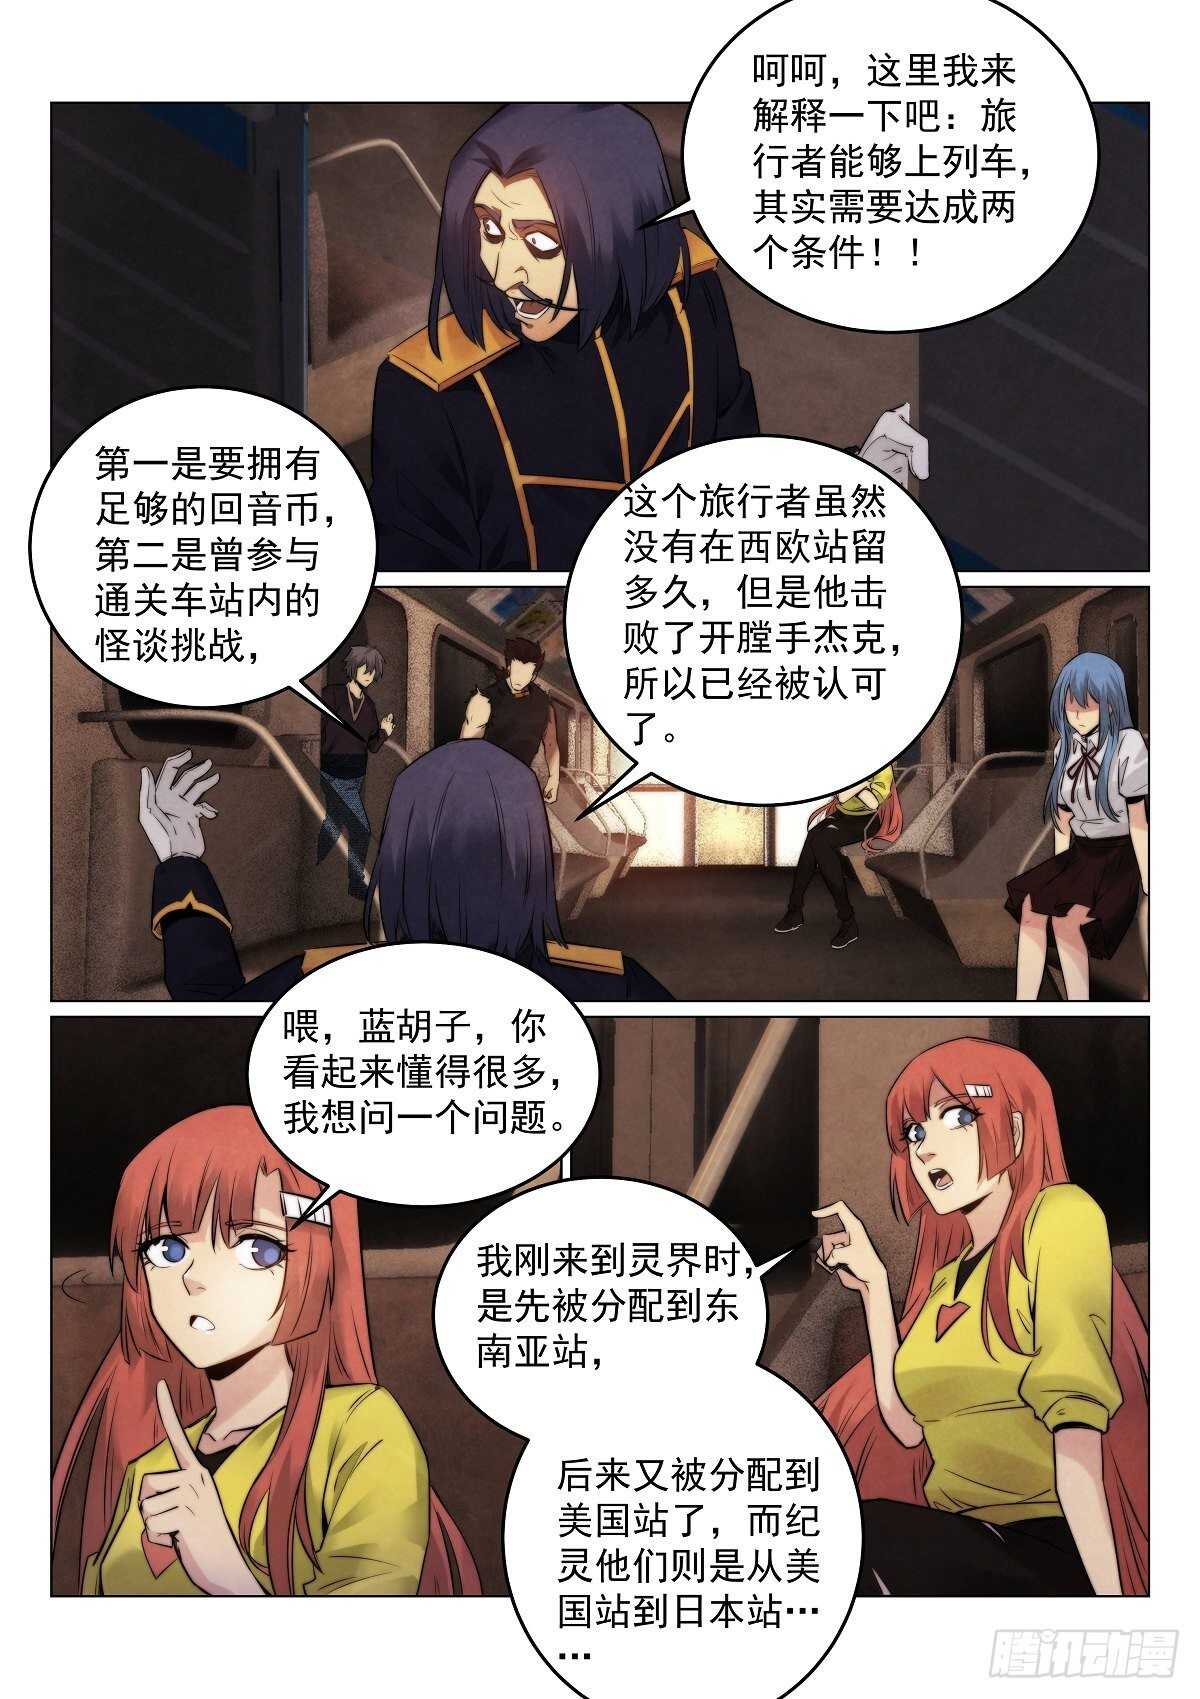 呵呵，这里我来
解释一下吧：旅
行者能够上列车，
其实需要达成两
个条件！！
第一是要拥有
足够的回音币，
第二是曾参与
通关车站内的
怪谈挑战，
这个旅行者虽然
没有在西欧站留
多久，但是他击
败了开膛手杰克，
所以已经被认可
了。
喂，蓝胡子，你
看起来懂得很多，
我想问一个问题。
我刚来到灵界时，
是先被分配到东
南亚站，
后来又被分配到
美国站了，而纪
灵他们则是从美
国站到日本站…
…
腾讯动漫